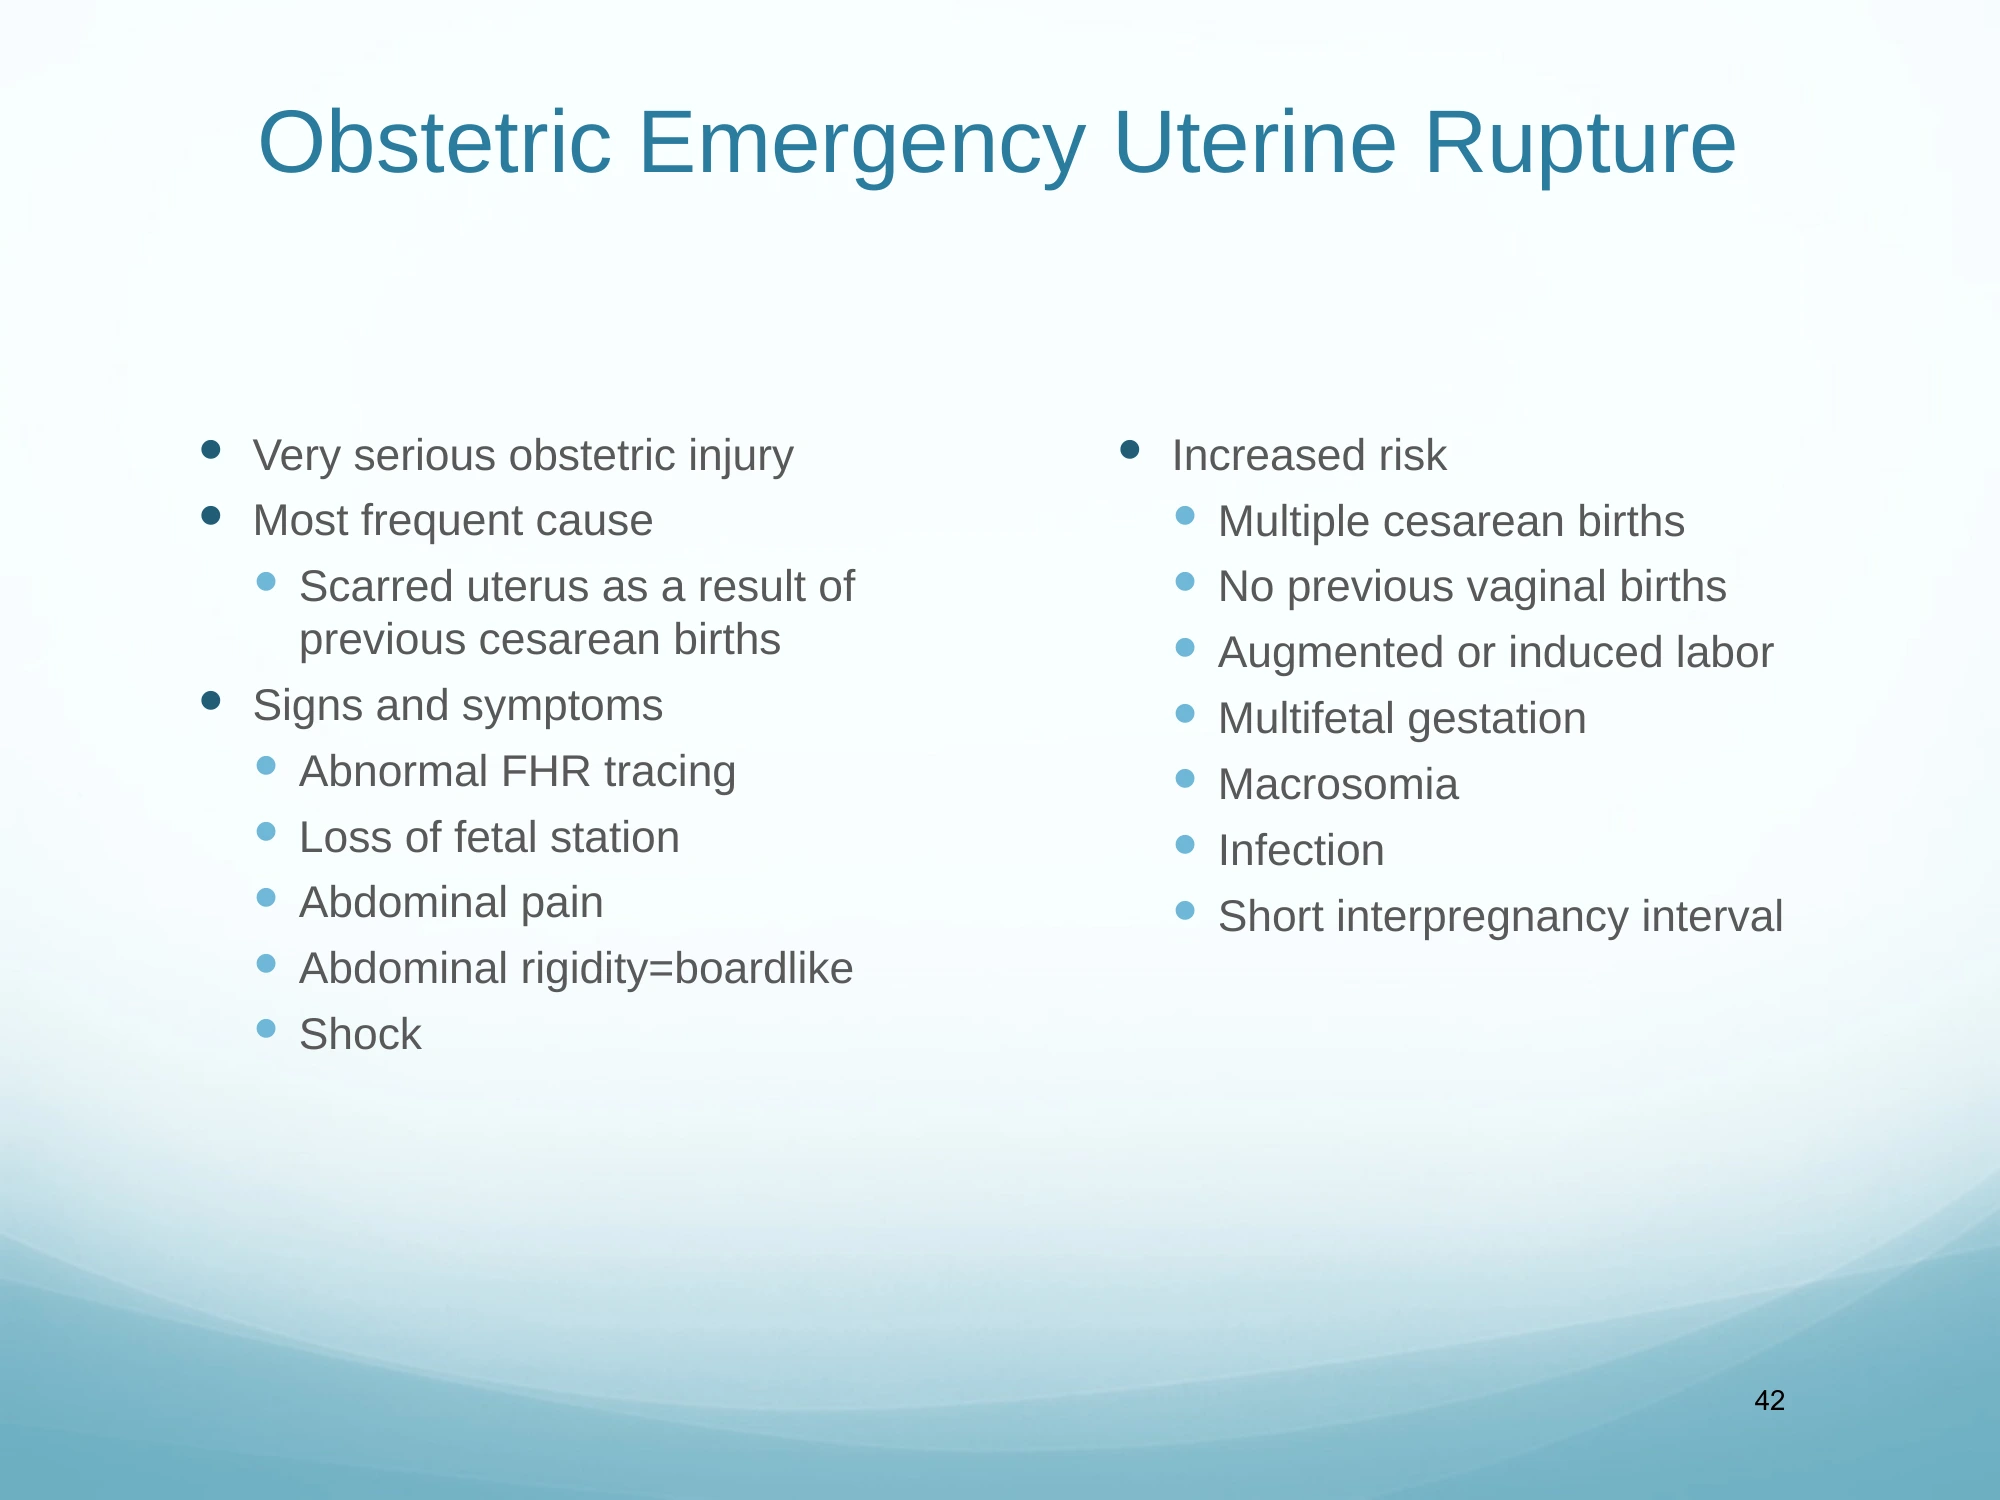 Obstetric Emergency Uterine Rupture
• Very serious obstetric injury
• Most frequent cause
• Scarred uterus as a result of
previous cesarean births
• Signs and symptoms
• Abnormal FHR tracing
• Loss of fetal station
• Abdominal pain
• Abdominal rigidity=boardlike
• Shock
• Increased risk
• Multiple cesarean births
• No previous vaginal births
• Augmented or induced labor
• Multifetal gestation
• Macrosomia
• Infection
• Short interpregnancy interval
42